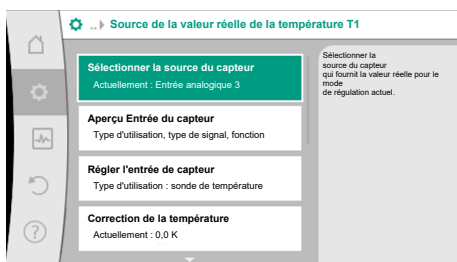 ..▸ Source de la valeur réelle de la température T1
Sélectionner la source du capteur
Actuellement : Entrée analogique 3
Aperçu Entrée du capteur
Type d'utilisation, type de signal, fonction
Régler l'entrée de capteur
Type d'utilisation : sonde de température
Correction de la température
Actuellement : 0,0 K
Sélectionner la
source du capteur
qui fournit la valeur réelle pour le
mode
de régulation actuel.
?